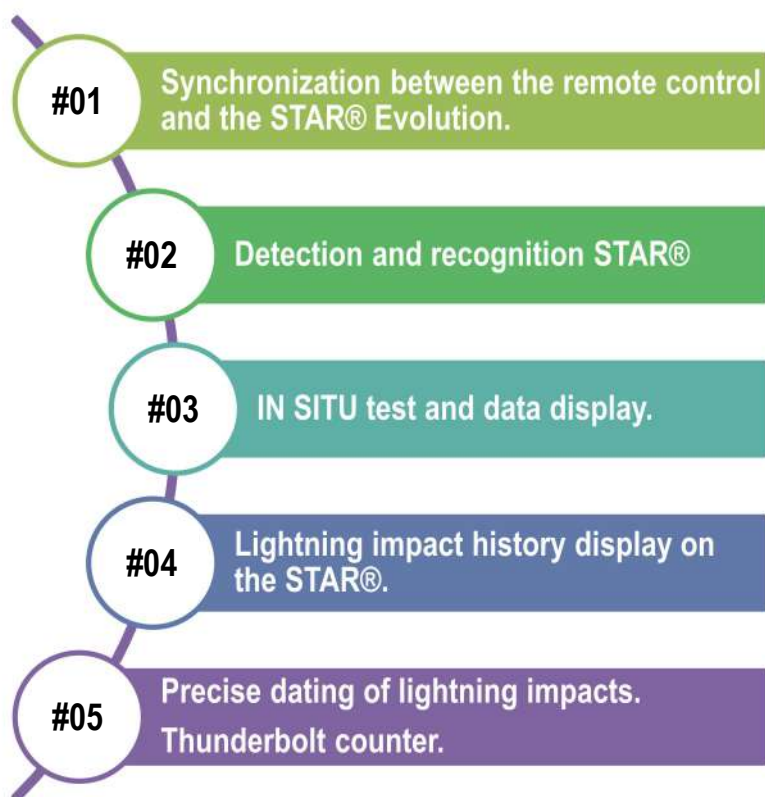 #01
Synchronization between the remote control
and the STAR® Evolution.
#02
Detection and recognition STAR®
#03
IN SITU test and data display.
#04
Lightning impact history display on
the STAR®.
#05
Precise dating of lightning impacts.
Thunderbolt counter.